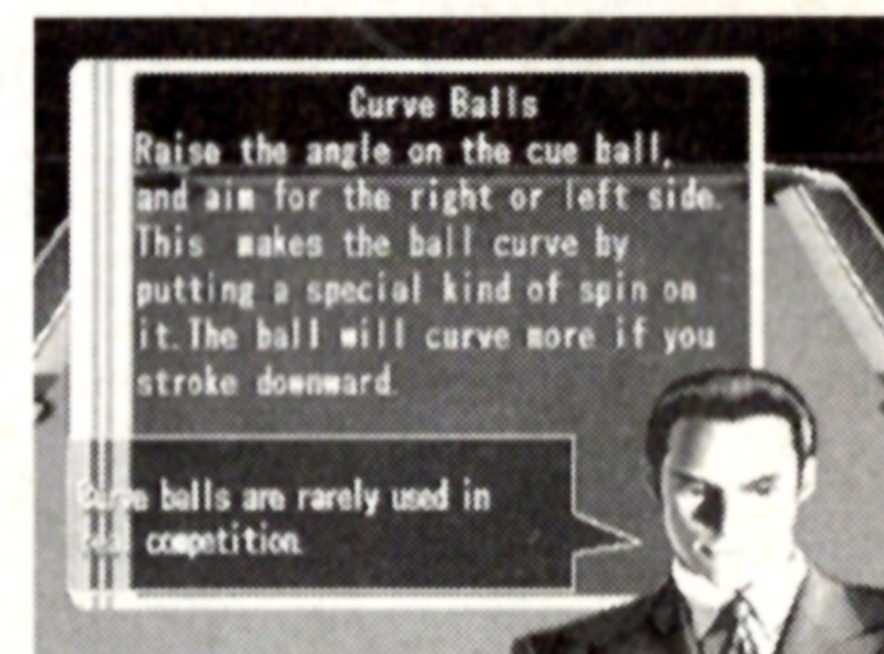 Curve Balls
Raise the angle on the cue ball,
and aim for the right or left side.
This makes the ball curve by
putting a special kind of spin on
it.The ball will curve more if you
stroke downward.
Curve balls are rarely used in
real competition.